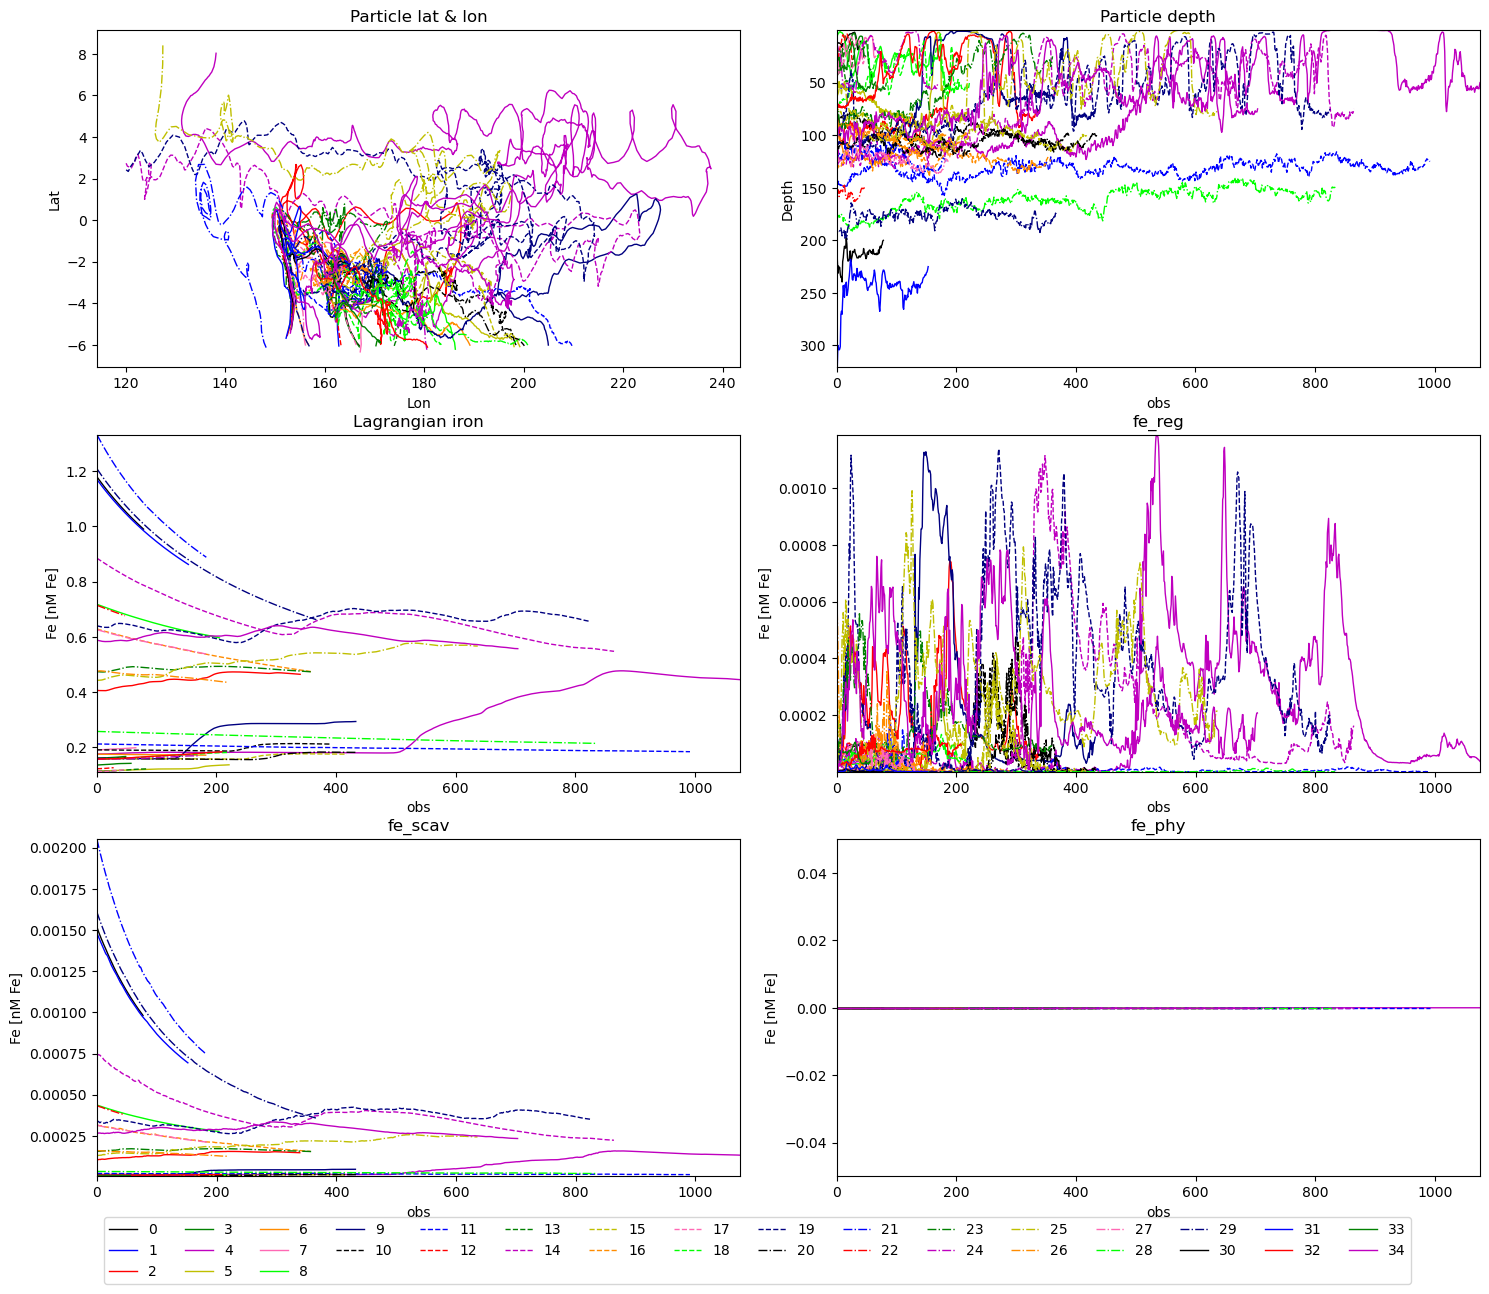 Particle lat & lon
Lat
8
6
4
2
0
−2
−4
−6
120 140 160 180 200 220 240
Lon
Particle depth
Depth
50
100
150
200
250
300
0 200 400 600 800 1000
obs
Lagrangian iron
Fe [nM Fe]
1.2
1.0
0.8
0.6
0.4
0.2
0 200 400 600 800 1000
obs
fe_reg
Fe [nM Fe]
0.0010
0.0008
0.0006
0.0004
0.0002
0 200 400 600 800 1000
obs
fe_scav
Fe [nM Fe]
0.00200
0.00175
0.00150
0.00125
0.00100
0.00075
0.00050
0.00025
0 200 400 600 800 1000
obs
fe_phy
Fe [nM Fe]
0.04
0.02
0.00
−0.02
−0.04
0 200 400 600 800 1000
obs
0 3 6 9 11 13 15 17 19 21 23 25 27 29 31 33
1 4 7 10 12 14 16 18 20 22 24 26 28 30 32 34
2 5 8